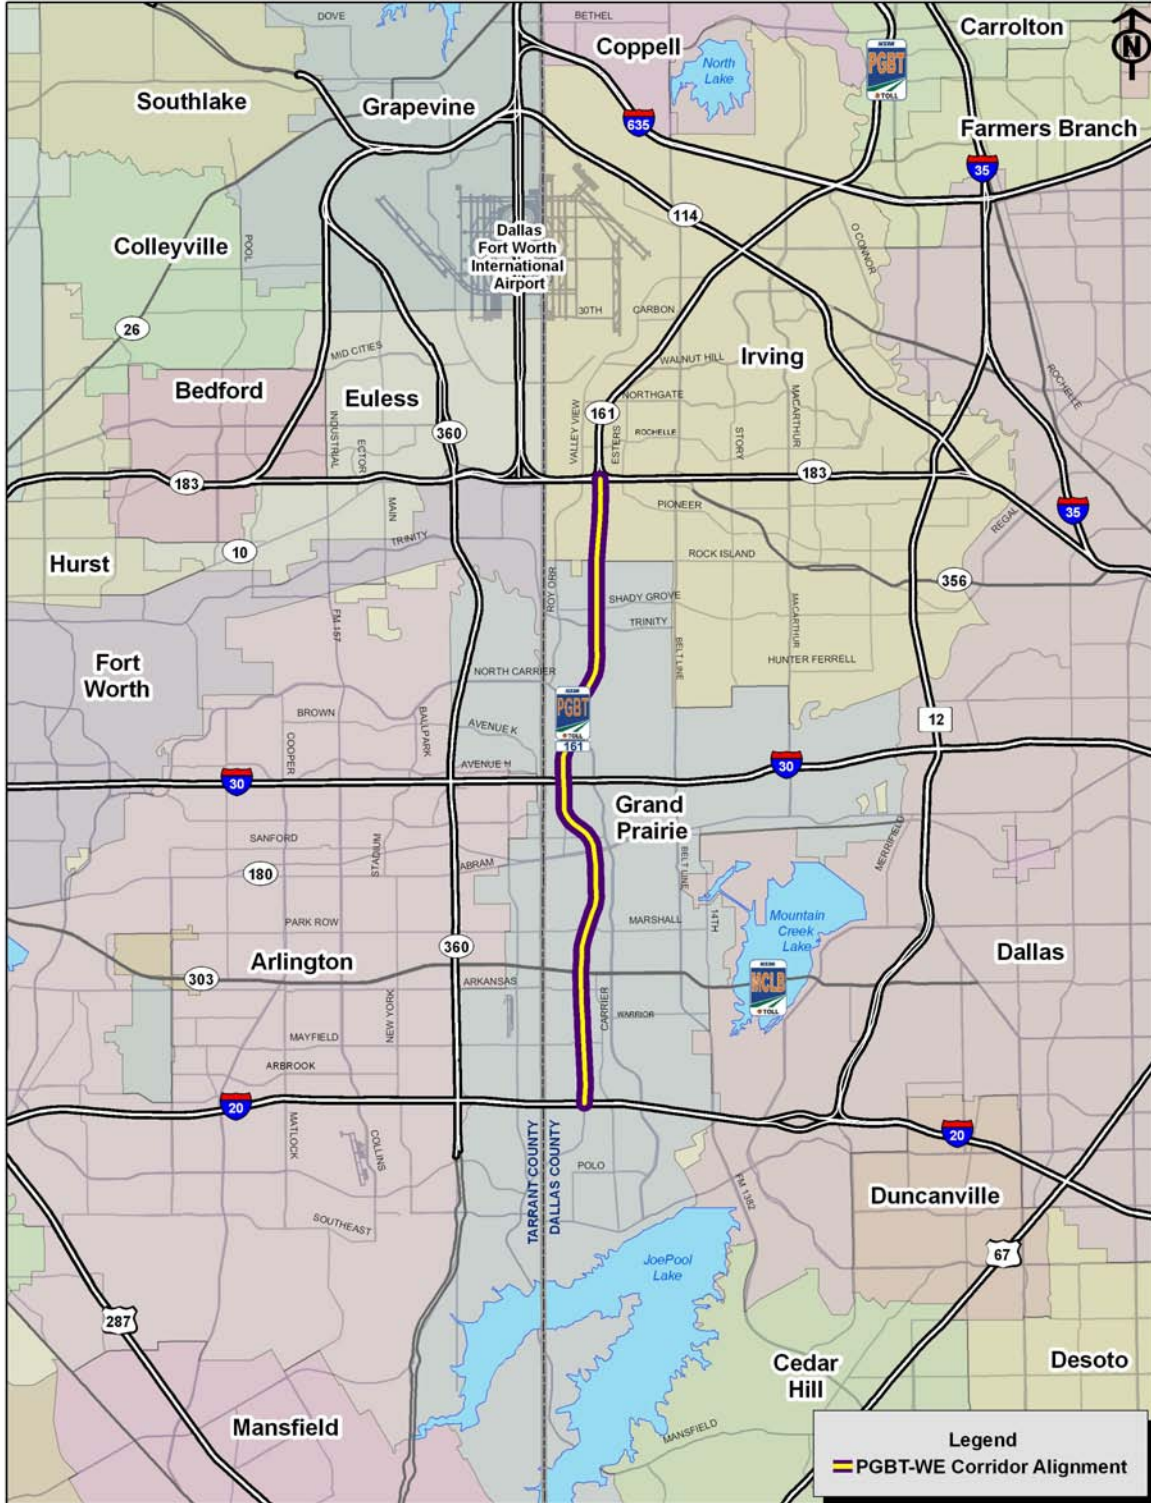 DOVE
BETHEL
Carrolton
N
Coppell
North
Lake
PGBT
TOLL
Southlake
Grapevine
635
Farmers Branch
35
114
Colleyville
POOL
Dallas
Fort Worth
International
Airport
O CONNOR
30TH
CARBON
26
MID CITIES
WALNUT HILL
Irving
Bedford
Euless
NORTHGATE
ROCHELLE
161
VALLEY VIEW
ESTERS
ROCHELLE
STORY
MACARTHUR
INDUSTRIAL
ECTOR
360
183
183
MAIN
PIONEER
35
REGAL
TRINITY
10
Hurst
ROCK ISLAND
356
ROY ORR
SHADY GROVE
TRINITY
MACARTHUR
FM 157
BELT LINE
HUNTER FERRELL
Fort
Worth
NORTH CARRIER
BROWN
COOPER
BALLPARK
AVENUE K
PGBT
TOLL
161
12
AVENUE H
30
30
Grand
Prairie
SANFORD
STADIUM
180
ABRAM
BELT LINE
MERRIFIELD
PARK ROW
MARSHALL
14TH
Mountain
Creek
Lake
360
Arlington
Dallas
303
ARKANSAS
MCLB
TOLL
NEW YORK
CARRIER
WARRIOR
MAYFIELD
ARBROOK
20
MATLOCK
COLLINS
TARRANT COUNTY
DALLAS COUNTY
20
POLO
FM 1382
Duncanville
SOUTHEAST
67
JoePool
Lake
287
Cedar
Hill
Desoto
Mansfield
MANSFIELD
Legend
PGBT-WE Corridor Alignment